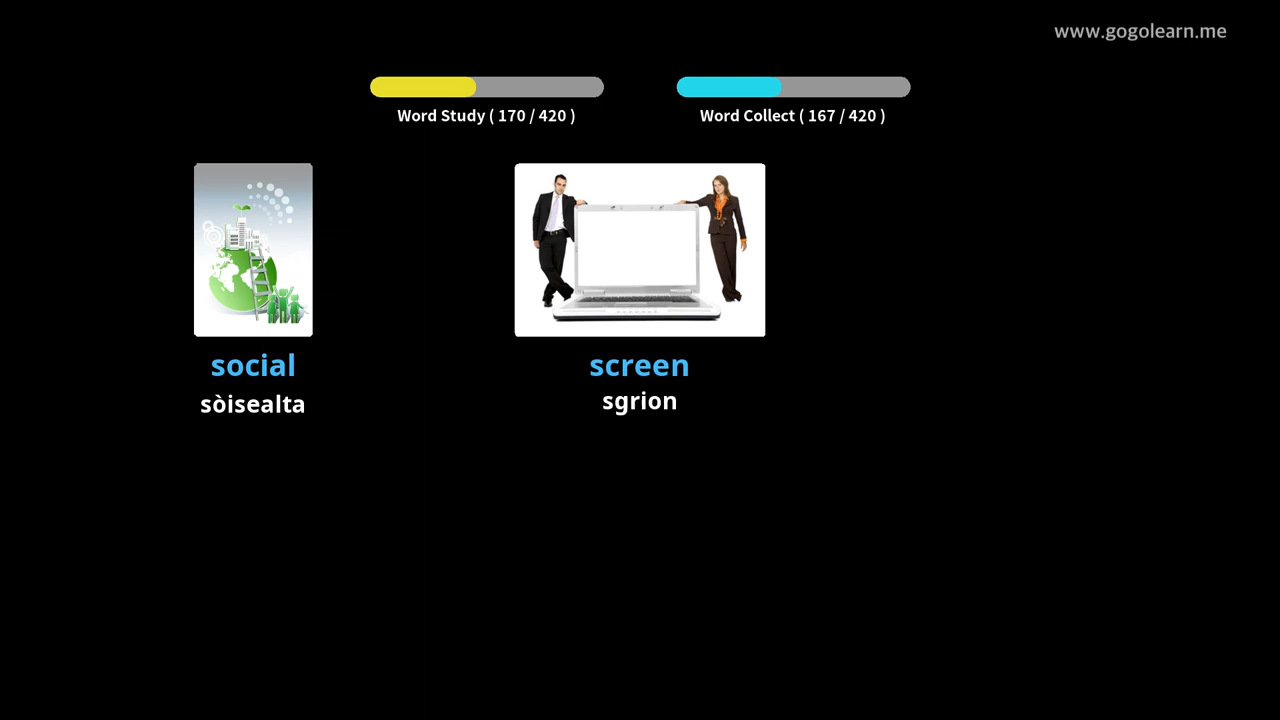 www.gogolearn.me
Word Study ( 170 / 420 )
Word Collect ( 167 / 420 )
social
sòisealta
screen
sgrion